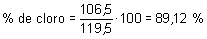 % de cloro = 106,5/119,5 · 100 = 89,12 %